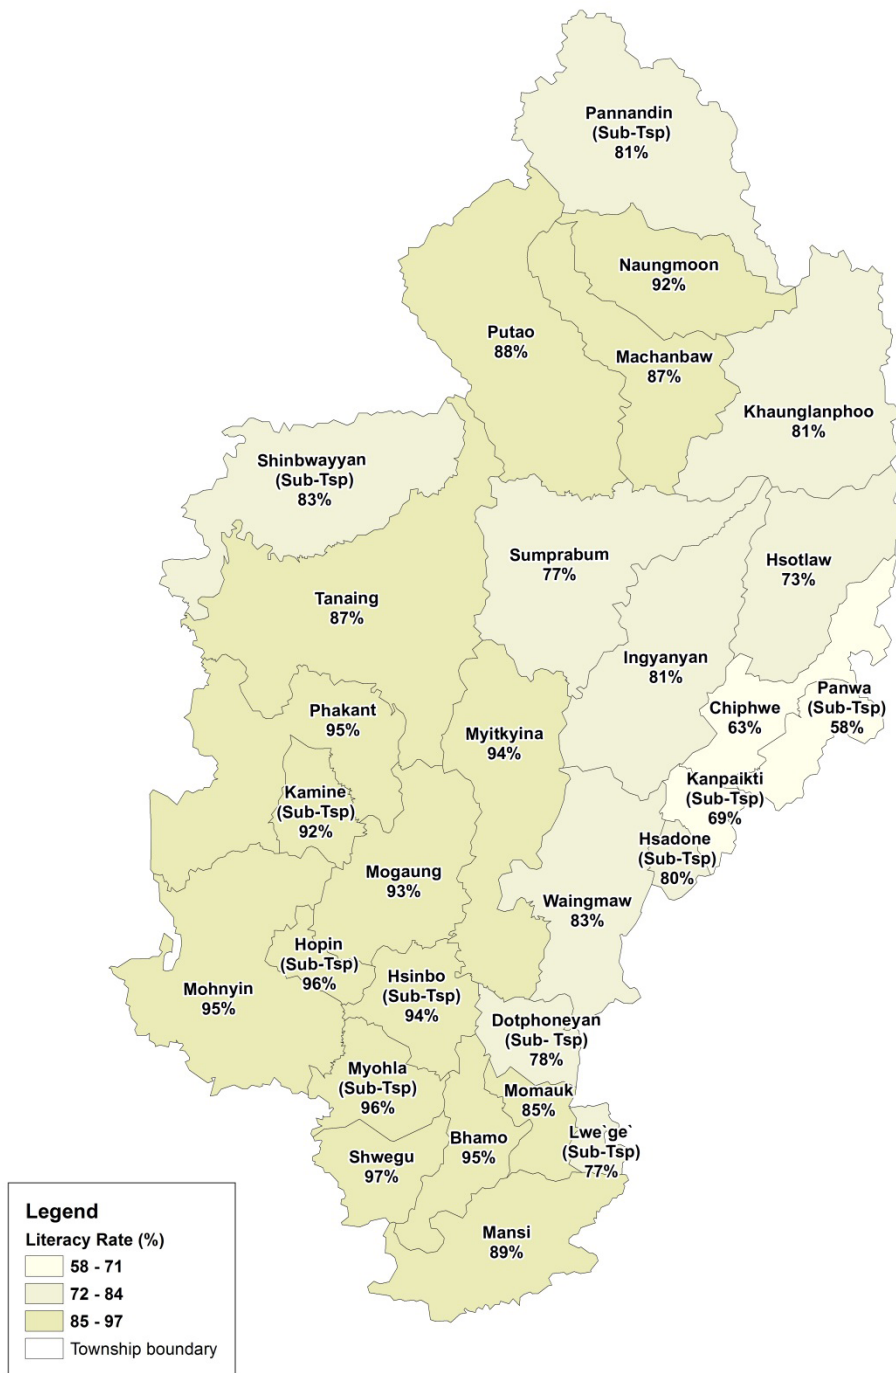 Pannandin
(Sub-Tsp)
81%
Naungmoon
92%
Putao
88%
Machanbaw
87%
Khaunglanphoo
81%
Shinbwayyan
(Sub-Tsp)
83%
Sumprabum
77%
Hsotlaw
73%
Tanaing
87%
Ingyanyan
81%
Panwa
(Sub-Tsp)
58%
Chiphwe
63%
Phakant
95%
Myitkyina
94%
Kanpaikti
(Sub-Tsp)
69%
Kamine
(Sub-Tsp)
92%
Hsadone
(Sub-Tsp)
80%
Mogaung
93%
Waingmaw
83%
Hopin
(Sub-Tsp)
96%
Hsinbo
(Sub-Tsp)
94%
Mohnyin
95%
Dotphoneyan
(Sub- Tsp)
78%
Myohla
(Sub-Tsp)
96%
Momauk
85%
Lwe`ge`
(Sub-Tsp)
77%
Bhamo
95%
Shwegu
97%
Mansi
89%
Legend
Literacy Rate (%)
58 - 71
72 - 84
85 - 97
Township boundary